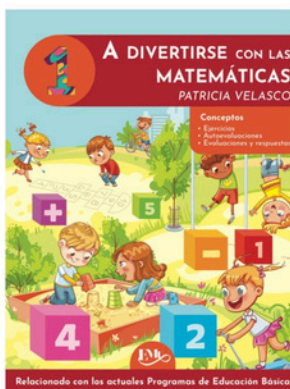 1
A DIVERTIRSE CON LAS
MATEMÁTICAS
PATRICIA VELASCO
Conceptos
• Ejercicios
• Autoevaluaciones
• Evaluaciones y respuestas
+
5
-
1
4
2
Relacionado con los actuales Programas de Educación Básica